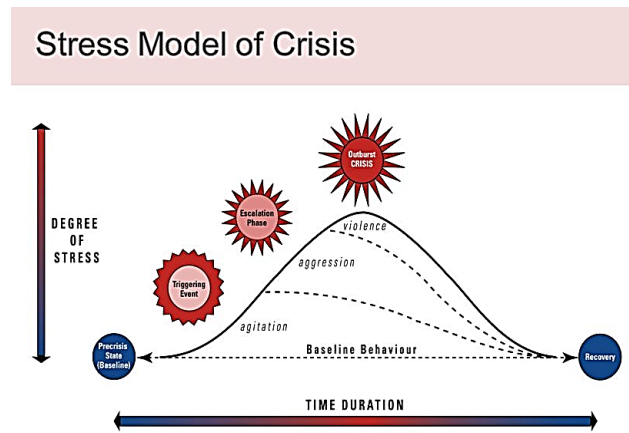 Stress Model of Crisis
Outburst
CRISIS
Escalation
Phase
violence
DEGREE
OF
STRESS
aggression
Triggering
Event
agitation
Precrisis
State
(Baseline)
Baseline Behaviour
Recovery
TIME DURATION